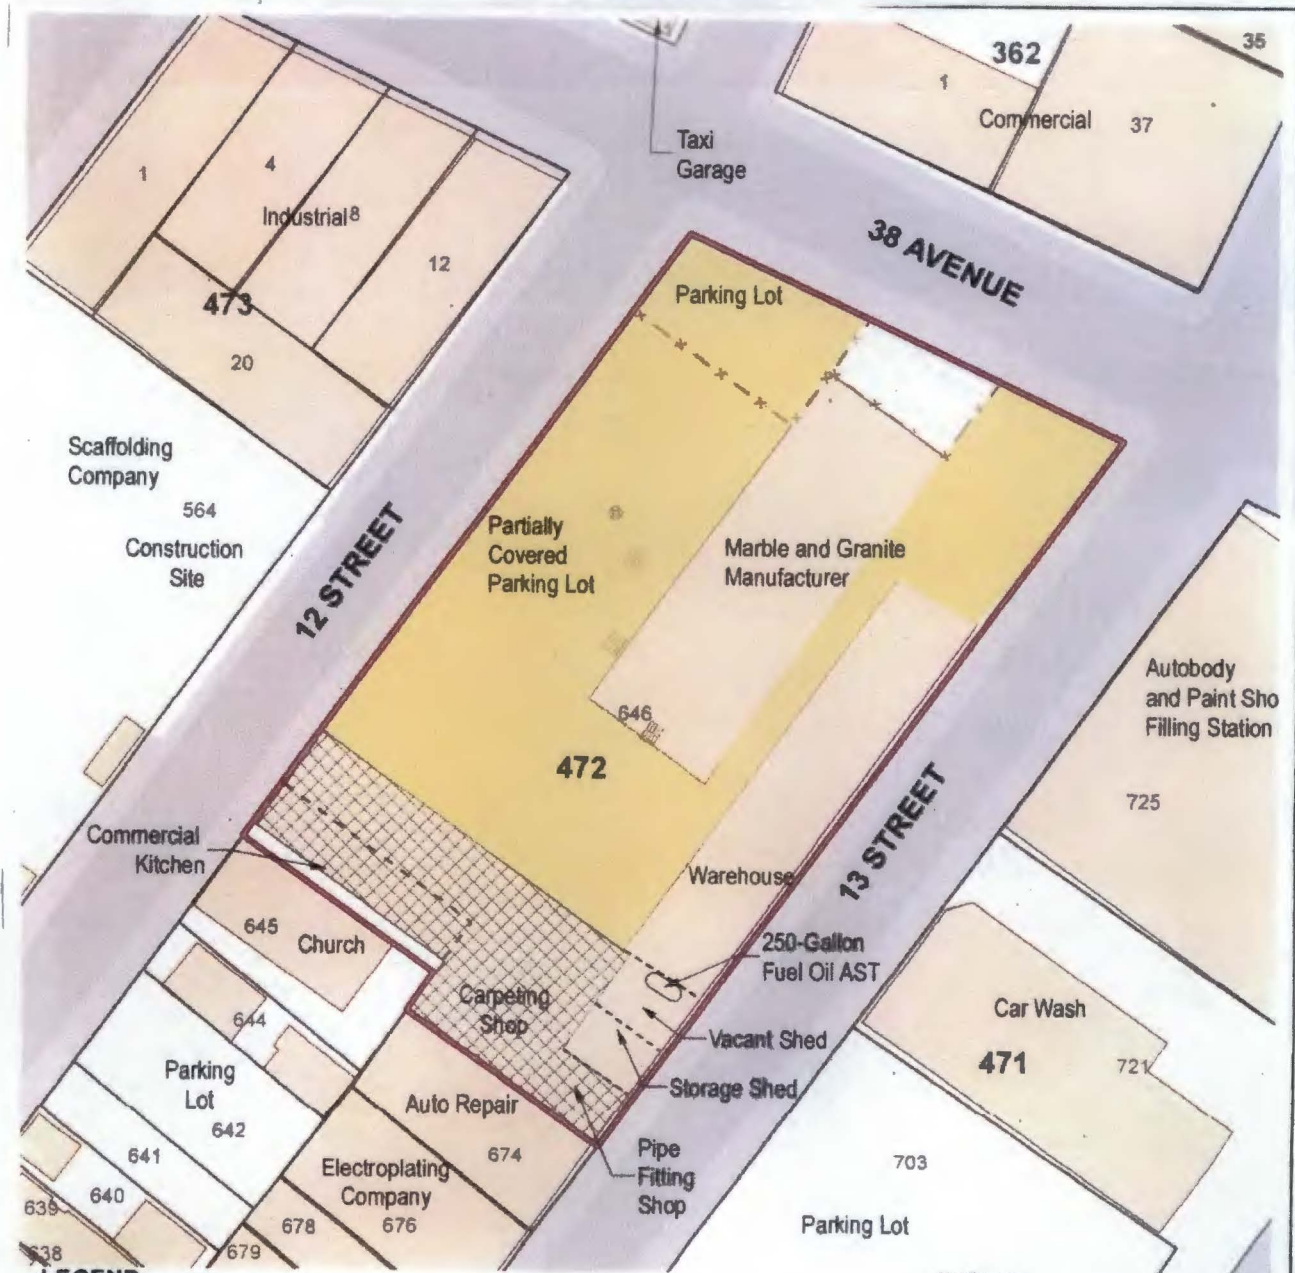 362
35
1
Commercial
37
Taxi
Garage
1
4
Industrial 8
12
38 AVENUE
473
Parking Lot
20
Scaffolding
Company
564
Construction
Site
12 STREET
Partially
Covered
Parking Lot
Marble and Granite
Manufacturer
Autobody
and Paint Sho
Filling Station
646
472
725
13 STREET
Commercial
Kitchen
Warehouse
645
Church
250-Gallon
Fuel Oil AST
Carpeting
Shop
Car Wash
644
Vacant Shed
471
721
Parking
Lot
Storage Shed
Auto Repair
642
674
Pipe
Fitting
Shop
641
703
Electroplating
Company
640
639
678
676
Parking Lot
638
679
LEGEND